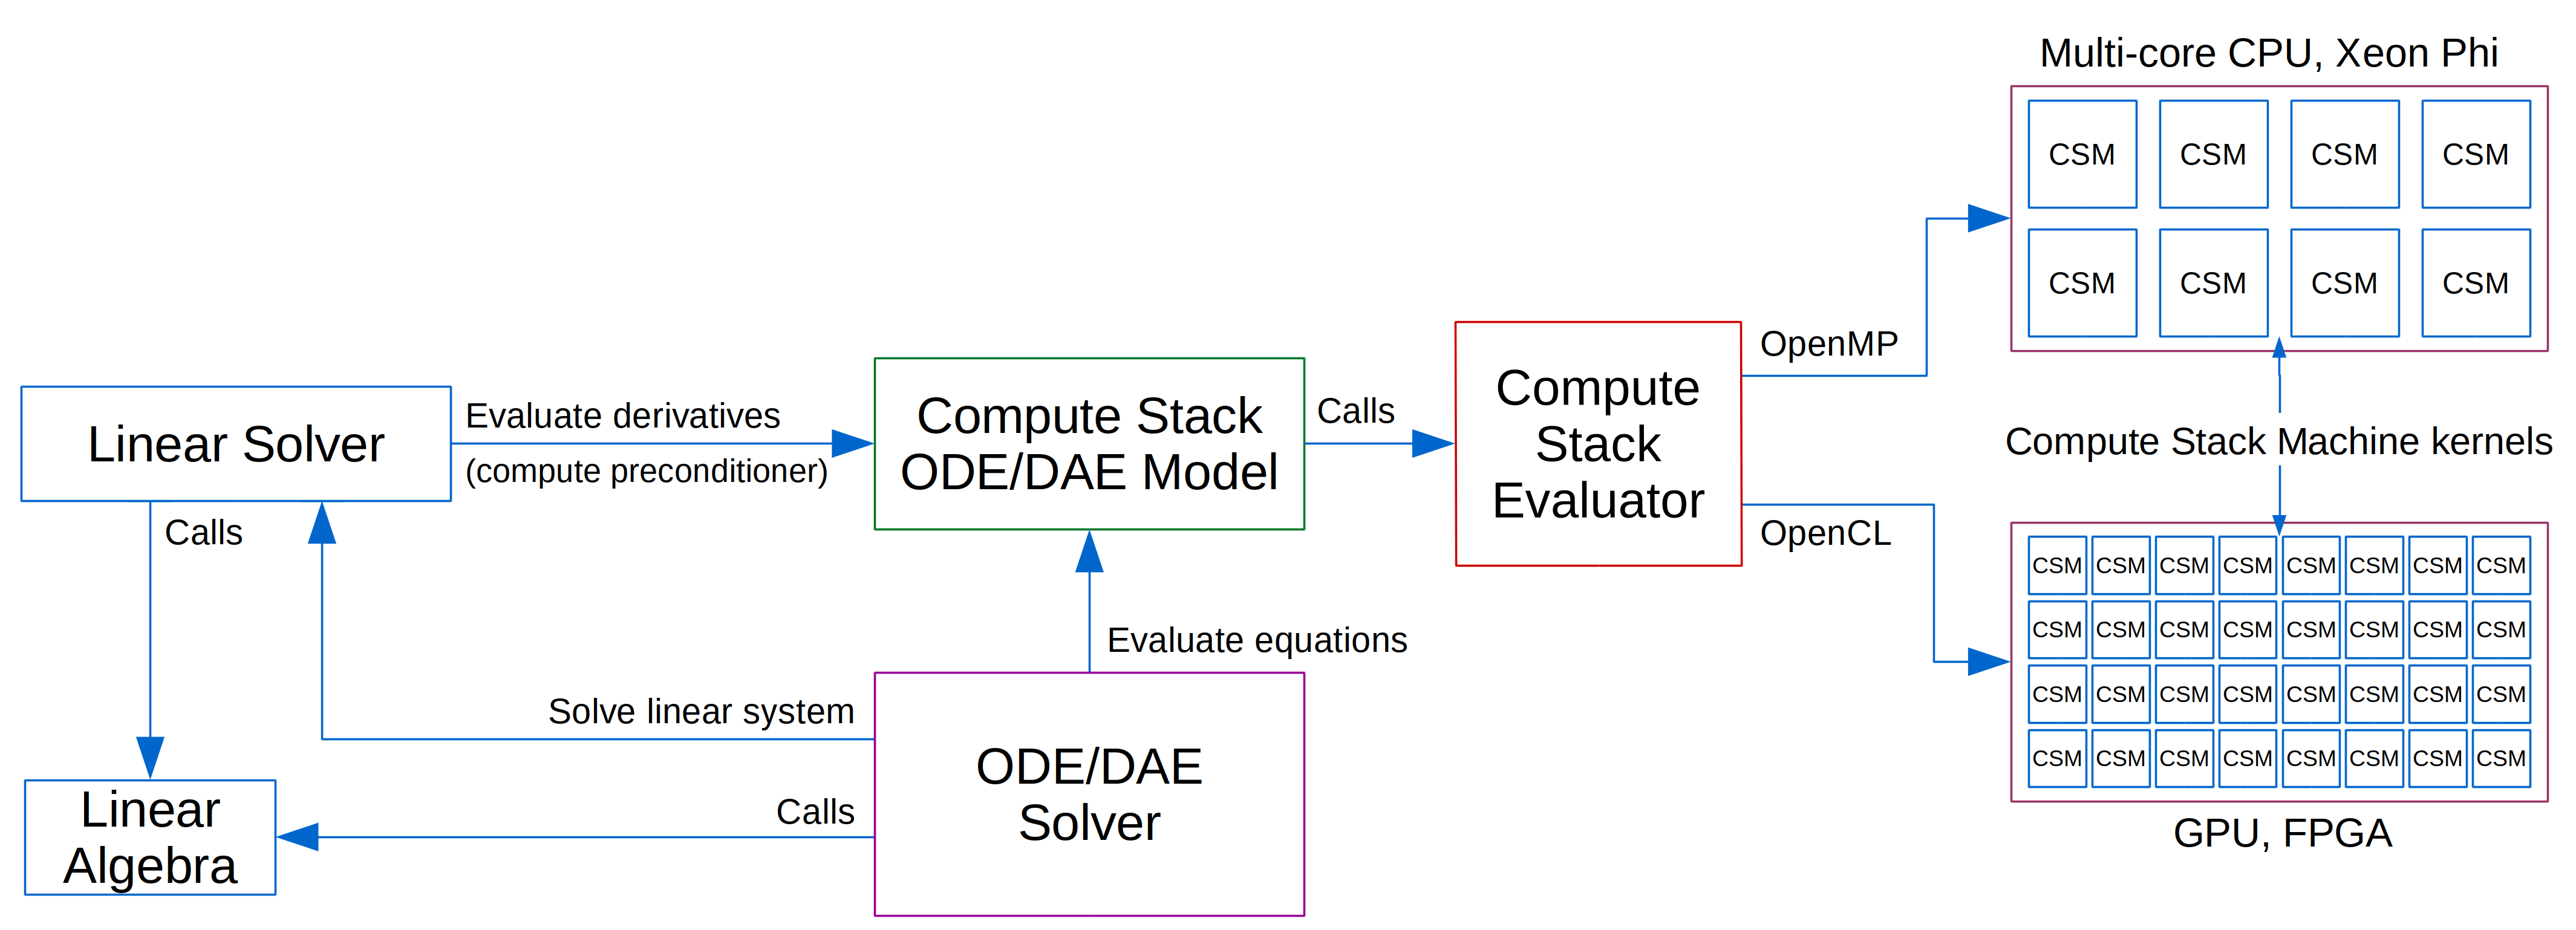 Multi-core CPU, Xeon Phi
CSM CSM CSM CSM
CSM CSM CSM CSM
OpenMP
Compute
Stack
Evaluator
OpenCL
Calls
Compute Stack
ODE/DAE Model
Evaluate derivatives
(compute preconditioner)
Linear Solver
Calls
Compute Stack Machine kernels
CSM CSM CSM CSM CSM CSM CSM CSM
CSM CSM CSM CSM CSM CSM CSM CSM
CSM CSM CSM CSM CSM CSM CSM CSM
CSM CSM CSM CSM CSM CSM CSM CSM
GPU, FPGA
Evaluate equations
Solve linear system
ODE/DAE
Solver
Calls
Linear
Algebra